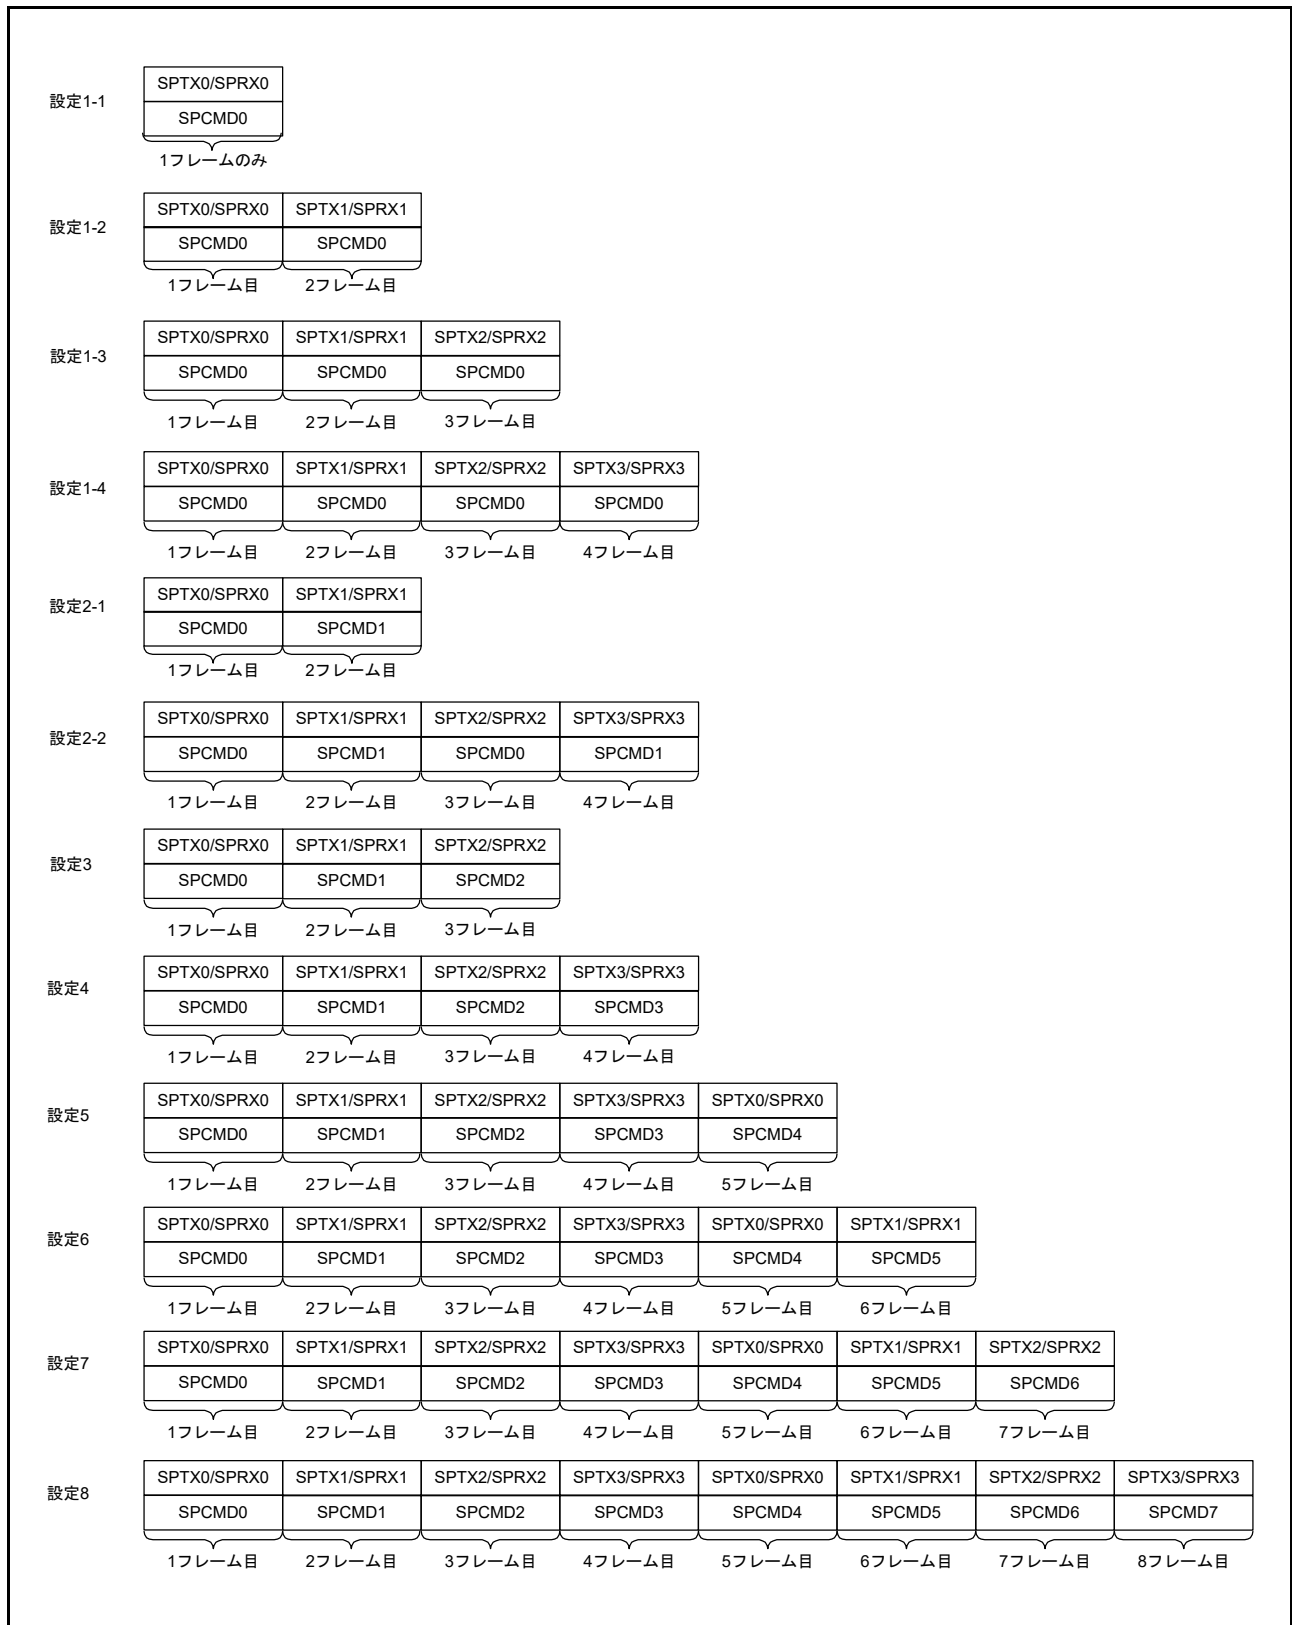 SPTX0/SPRX0
設定1-1
SPCMD0
1フレームのみ
SPTX0/SPRX0 SPTX1/SPRX1
設定1-2
SPCMD0 SPCMD0
1フレーム目 2フレーム目
SPTX0/SPRX0 SPTX1/SPRX1 SPTX2/SPRX2
設定1-3
SPCMD0 SPCMD0 SPCMD0
1フレーム目 2フレーム目 3フレーム目
SPTX0/SPRX0 SPTX1/SPRX1 SPTX2/SPRX2 SPTX3/SPRX3
設定1-4
SPCMD0 SPCMD0 SPCMD0 SPCMD0
1フレーム目 2フレーム目 3フレーム目 4フレーム目
SPTX0/SPRX0 SPTX1/SPRX1
設定2-1
SPCMD0 SPCMD1
1フレーム目 2フレーム目
SPTX0/SPRX0 SPTX1/SPRX1 SPTX2/SPRX2 SPTX3/SPRX3
設定2-2
SPCMD0 SPCMD1 SPCMD0 SPCMD1
1フレーム目 2フレーム目 3フレーム目 4フレーム目
SPTX0/SPRX0 SPTX1/SPRX1 SPTX2/SPRX2
設定3
SPCMD0 SPCMD1 SPCMD2
1フレーム目 2フレーム目 3フレーム目
SPTX0/SPRX0 SPTX1/SPRX1 SPTX2/SPRX2 SPTX3/SPRX3
設定4
SPCMD0 SPCMD1 SPCMD2 SPCMD3
1フレーム目 2フレーム目 3フレーム目 4フレーム目
SPTX0/SPRX0 SPTX1/SPRX1 SPTX2/SPRX2 SPTX3/SPRX3 SPTX0/SPRX0
設定5
SPCMD0 SPCMD1 SPCMD2 SPCMD3 SPCMD4
1フレーム目 2フレーム目 3フレーム目 4フレーム目 5フレーム目
SPTX0/SPRX0 SPTX1/SPRX1 SPTX2/SPRX2 SPTX3/SPRX3 SPTX0/SPRX0 SPTX1/SPRX1
設定6
SPCMD0 SPCMD1 SPCMD2 SPCMD3 SPCMD4 SPCMD5
1フレーム目 2フレーム目 3フレーム目 4フレーム目 5フレーム目 6フレーム目
SPTX0/SPRX0 SPTX1/SPRX1 SPTX2/SPRX2 SPTX3/SPRX3 SPTX0/SPRX0 SPTX1/SPRX1 SPTX2/SPRX2
設定7
SPCMD0 SPCMD1 SPCMD2 SPCMD3 SPCMD4 SPCMD5 SPCMD6
1フレーム目 2フレーム目 3フレーム目 4フレーム目 5フレーム目 6フレーム目 7フレーム目
SPTX0/SPRX0 SPTX1/SPRX1 SPTX2/SPRX2 SPTX3/SPRX3 SPTX0/SPRX0 SPTX1/SPRX1 SPTX2/SPRX2 SPTX3/SPRX3
設定8
SPCMD0 SPCMD1 SPCMD2 SPCMD3 SPCMD4 SPCMD5 SPCMD6 SPCMD7
1フレーム目 2フレーム目 3フレーム目 4フレーム目 5フレーム目 6フレーム目 7フレーム目 8フレーム目